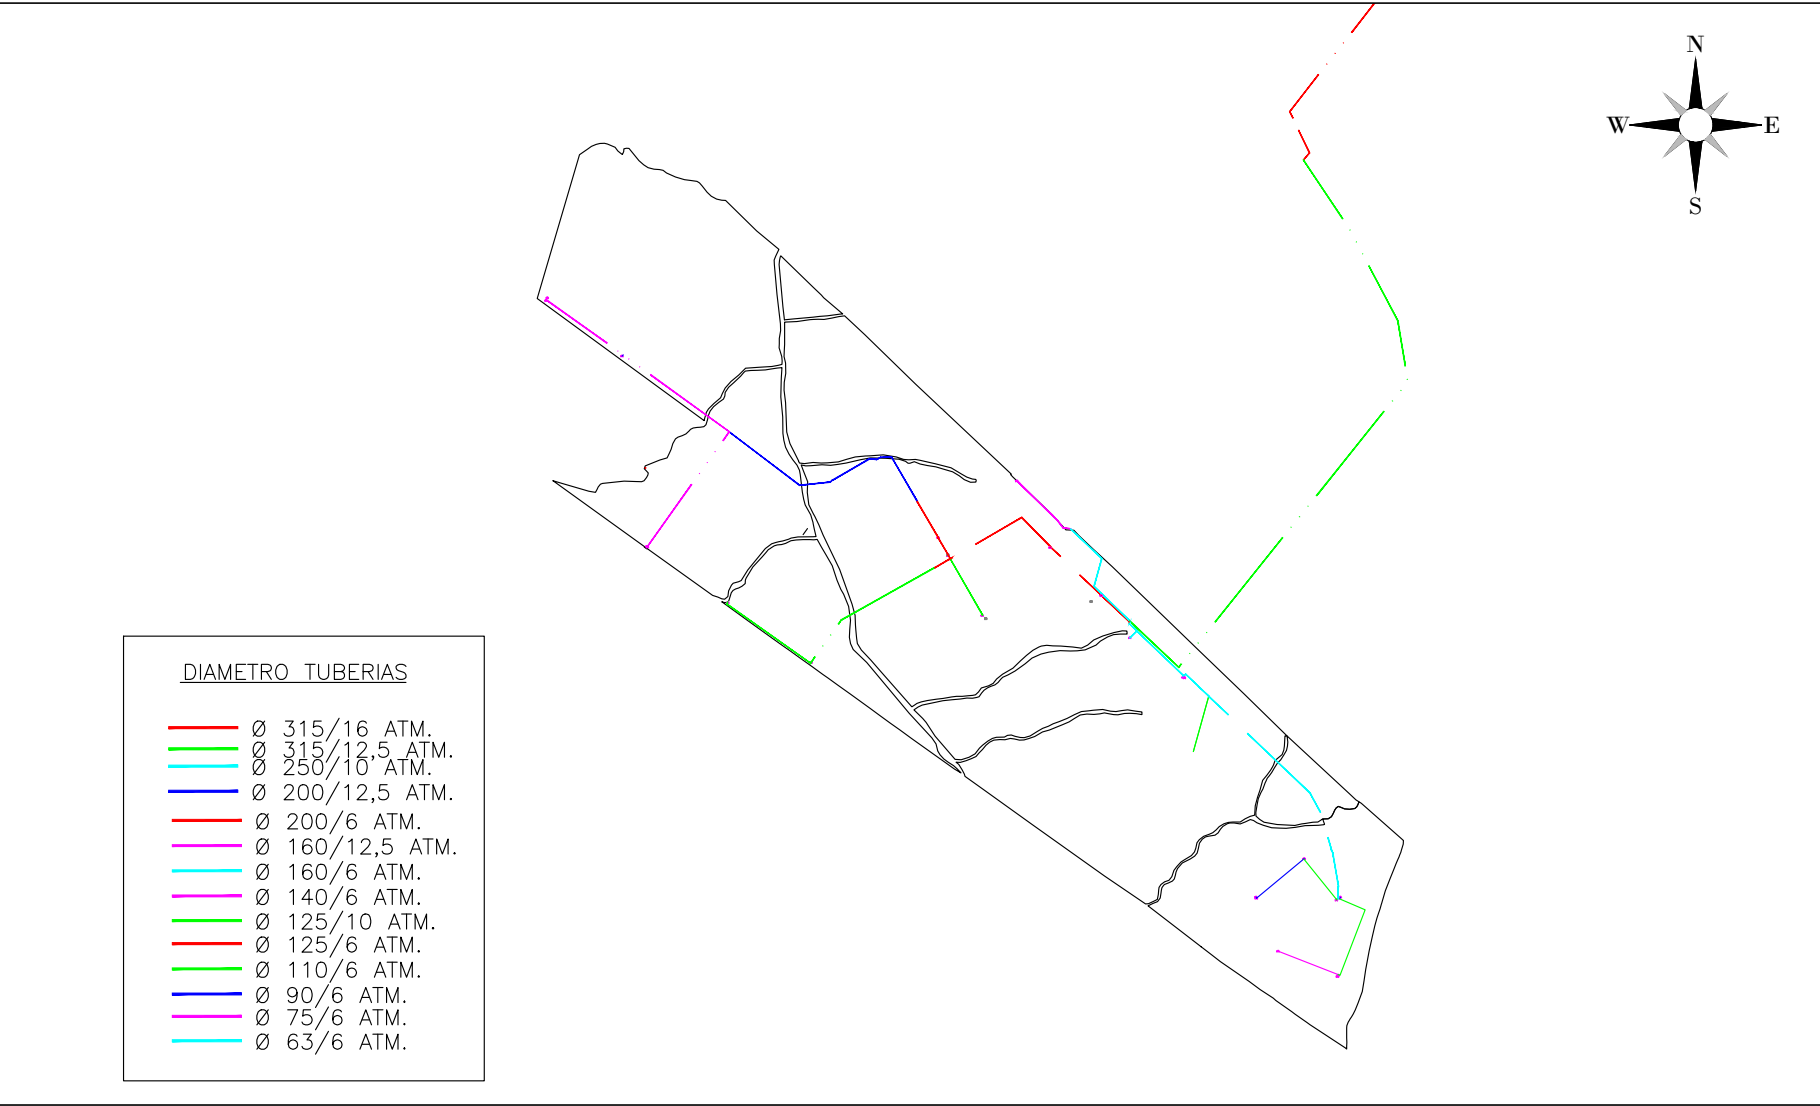 N
W
E
S
DIAMETRO TUBERIAS
Ø 315/16 ATM.
Ø 315/12,5 ATM.
Ø 250/10 ATM.
Ø 200/12,5 ATM.
Ø 200/6 ATM.
Ø 160/12,5 ATM.
Ø 160/6 ATM.
Ø 140/6 ATM.
Ø 125/10 ATM.
Ø 125/6 ATM.
Ø 110/6 ATM.
Ø 90/6 ATM.
Ø 75/6 ATM.
Ø 63/6 ATM.